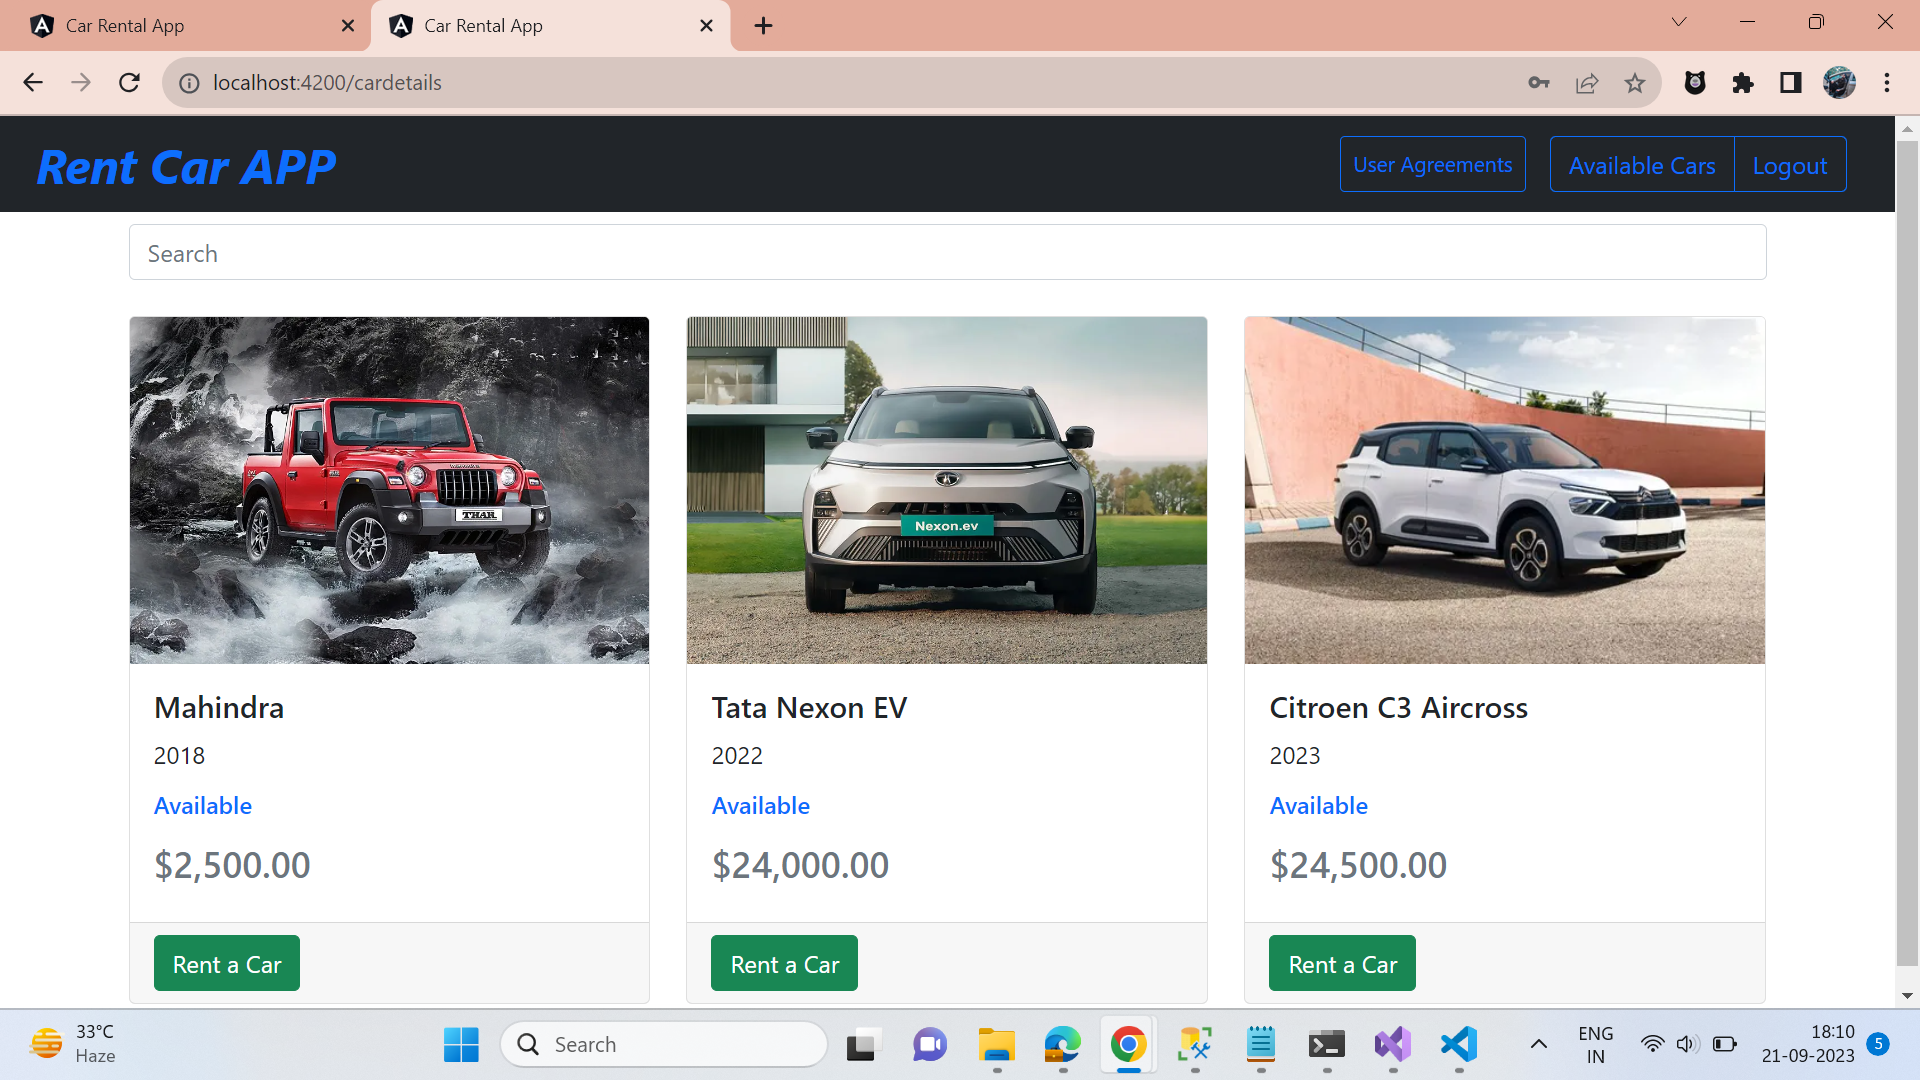 Car Rental App
Car Rental App
localhost:4200/cardetails
Rent Car APP
User Agreements
Available Cars
Logout
Search
THAR
Nexon.ev
Mahindra
2018
Available
$2,500.00
Rent a Car
Tata Nexon EV
2022
Available
$24,000.00
Rent a Car
Citroen C3 Aircross
2023
Available
$24,500.00
Rent a Car
33°C
Haze
Search
ENG
IN
18:10
21-09-2023
5